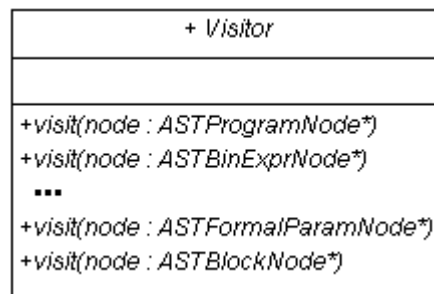 + Visitor
+visit(node : ASTProgramNode*)
+visit(node : ASTBinExprNode*)
...
+visit(node : ASTFormalParamNode*)
+visit(node : ASTBlockNode*)